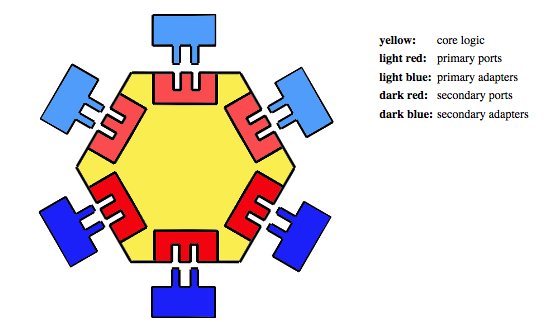 yellow: core logic
light red: primary ports
light blue: primary adapters
dark red: secondary ports
dark blue: secondary adapters